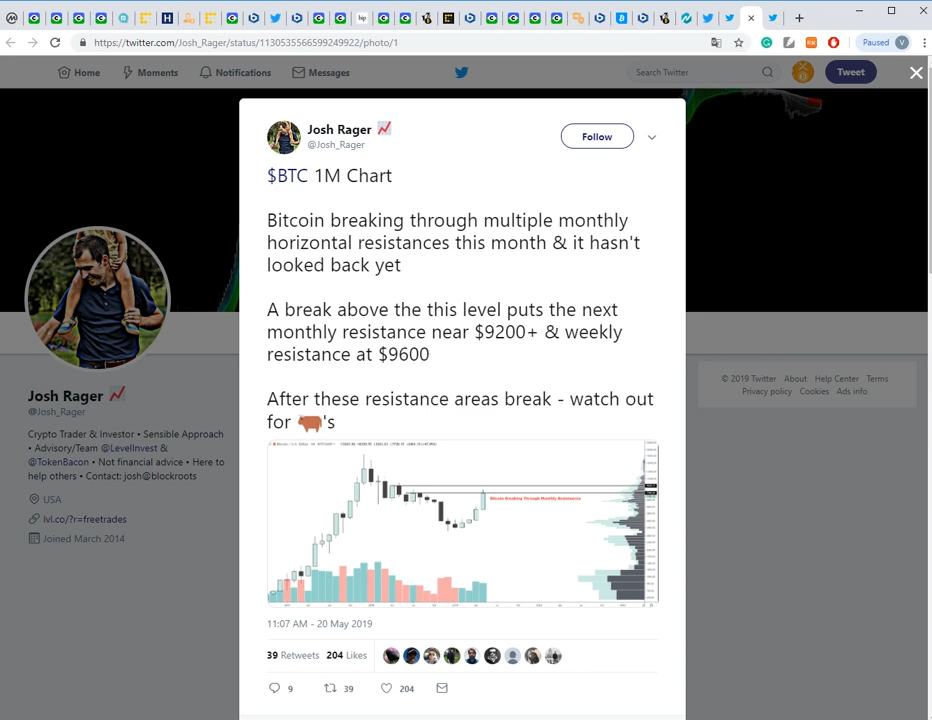 https://twitter.com/Josh_Rager/status/1130535566599249922/photo/1
Paused
V
Home
Moments
Notifications
Messages
Search Twitter
Tweet
Josh Rager
@Josh_Rager
Follow
$BTC 1M Chart
Bitcoin breaking through multiple monthly
horizontal resistances this month & it hasn't
looked back yet
A break above the this level puts the next
monthly resistance near $9200+ & weekly
resistance at $9600
After these resistance areas break - watch out
for 's
Bitcoin Breaking Through Monthly Resistances
11:07 AM - 20 May 2019
39 Retweets 204 Likes
9 39 204
Josh Rager
@Josh_Rager
Crypto Trader & Investor • Sensible Approach
• Advisory/Team @LevelInvest &
@TokenBacon • Not financial advice • Here to
help others • Contact: josh@blockroots
USA
lvl.co/?r=freetrades
Joined March 2014
© 2019 Twitter About Help Center Terms
Privacy policy Cookies Ads info